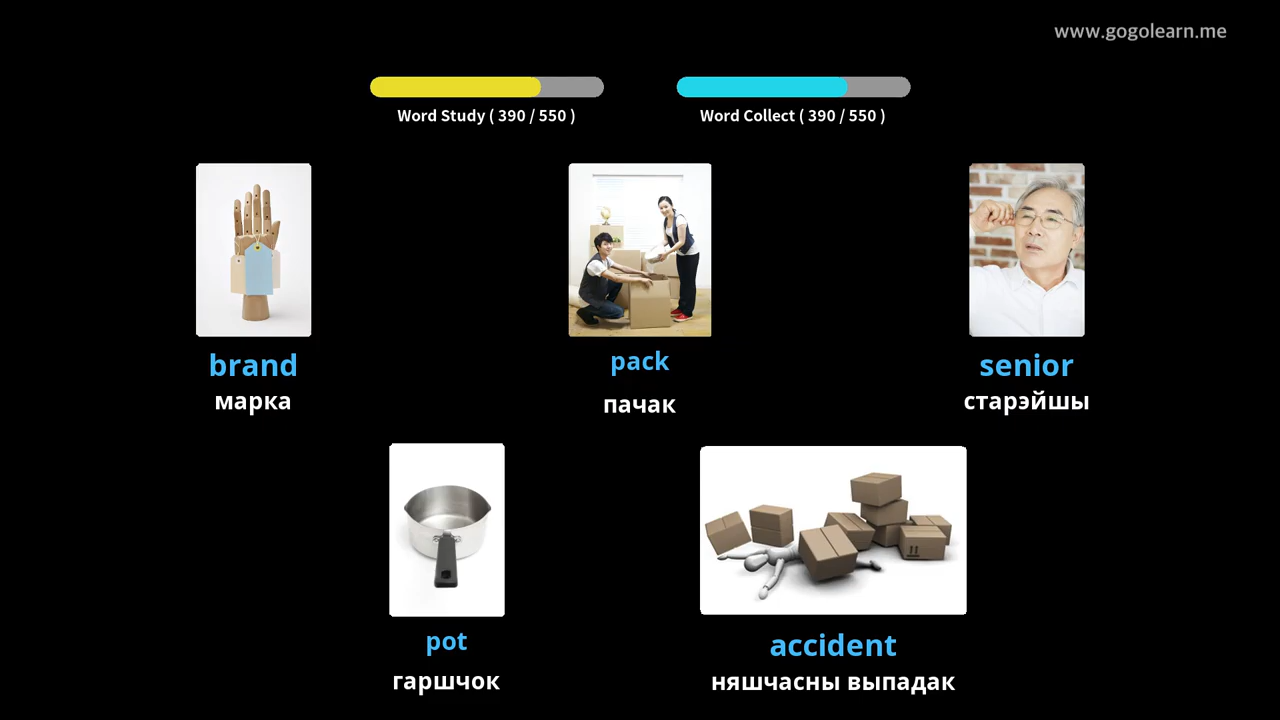 www.gogolearn.me
Word Study ( 390 / 550 )
Word Collect ( 390 / 550 )
brand
марка
pack
пачак
senior
старэйшы
pot
гаршчок
accident
няшчасны выпадак